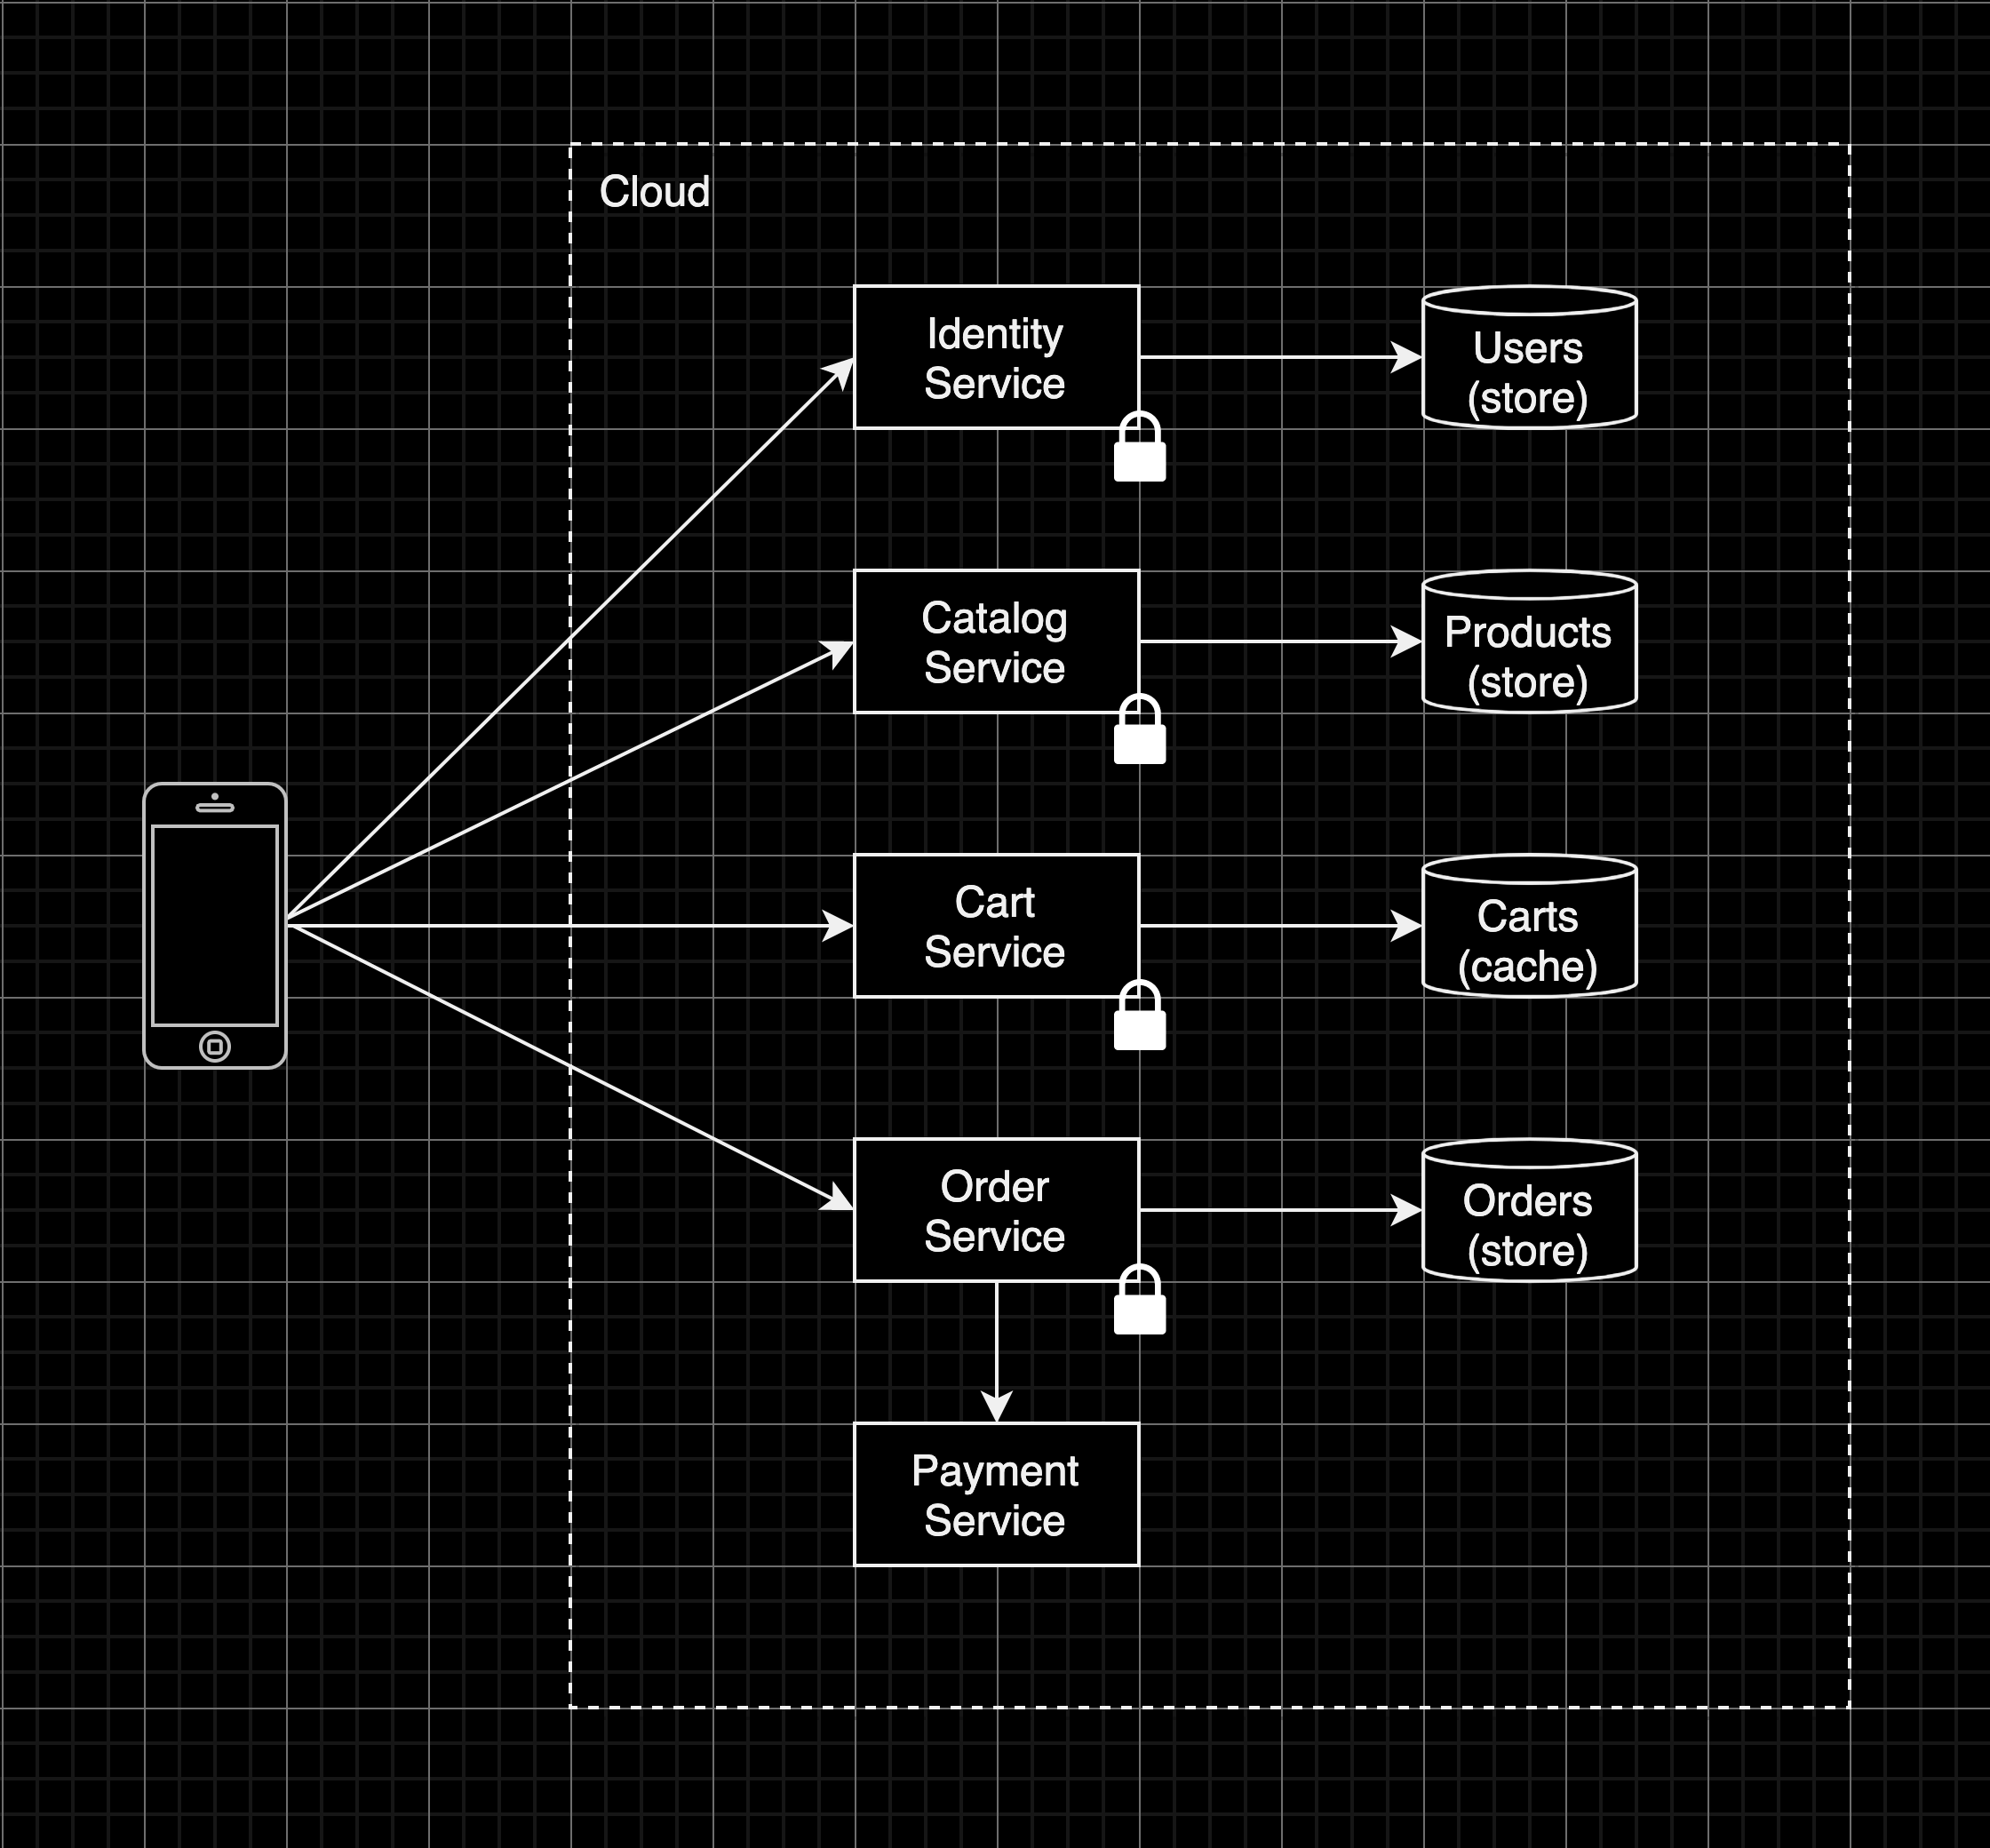 Cloud
Identity
Service
Users
(store)
Catalog
Service
Products
(store)
Cart
Service
Carts
(cache)
Order
Service
Orders
(store)
Payment
Service